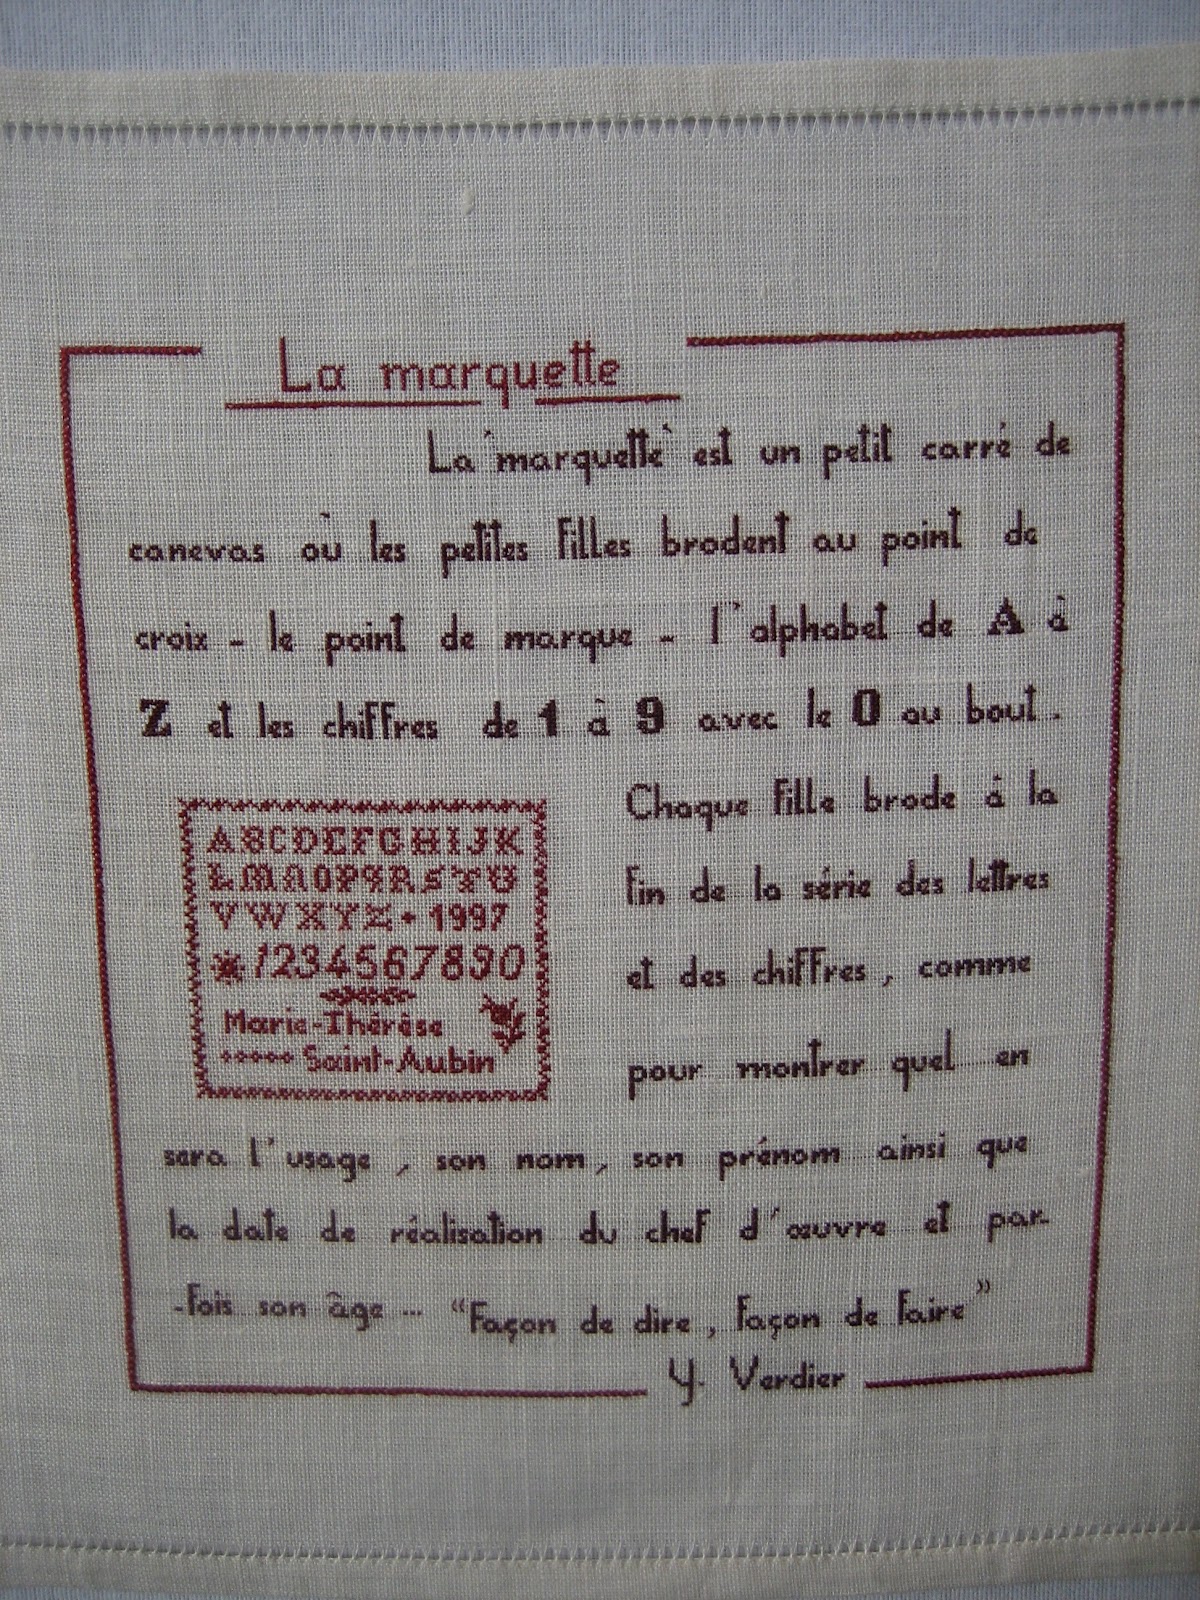 La marquette
La "marquette" est un petit carré de
canevas où les petites filles brodent au point de
croix - le point de marque - l'alphabet de A à
Z et les chiffres de 1 à 9 avec le 0 au bout.
Chaque fille brode à la
fin de la série des lettres
et des chiffres, comme
pour montrer quel en
ABCDEFGHIJK
LMNOPQRSTU
VWXYZ 1997
1234567890
Marie-Thérèse
Saint-Aubin
sera l'usage, son nom, son prénom ainsi que
la date de réalisation du chef d'œuvre et par-
-fois son âge ... "Façon de dire, façon de faire"
Y. Verdier